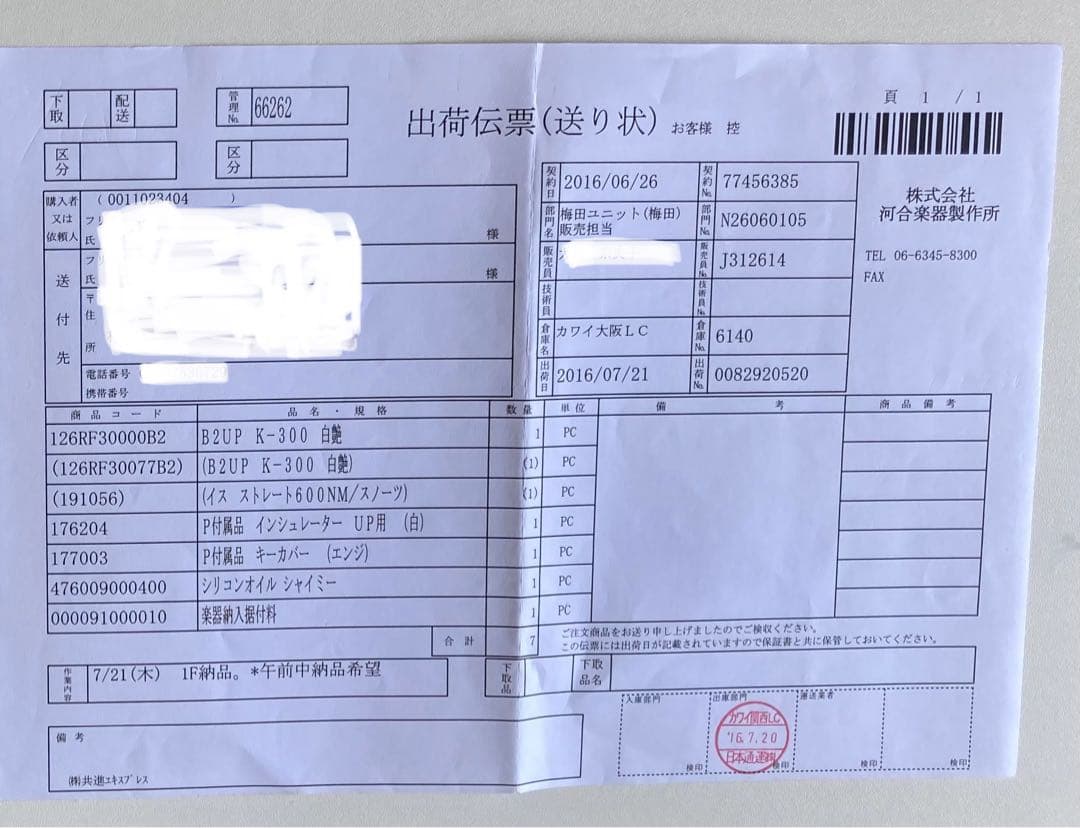 下取 配送
管理No. 66262
出荷伝票(送り状) お客様 控
頁 1 / 1
区分
区分
株式会社
河合楽器製作所
TEL 06-6345-8300
FAX
購入者又は依頼人 ( 0011023404 )
フリ
氏 様
送付先
フリ
氏 様
〒
住
所
電話番号
携帯番号
契約日 2016/06/26 契約No. 77456385
部門名 梅田ユニット(梅田) 販売担当 部門No. N26060105
販売員 販売員No. J312614
技術員 技術員No.
倉庫名 カワイ大阪LC 倉庫No. 6140
出荷日 2016/07/21 出荷No. 0082920520
商品コード 品名・規格 数量 単位 備考 商品備考
126RF30000B2 B2UP K-300 白艶 1 PC
(126RF30077B2) (B2UP K-300 白艶) (1) PC
(191056) (イス ストレート600NM/スノーツ) (1) PC
176204 P付属品 インシュレーター UP用 (白) 1 PC
177003 P付属品 キーカバー (エンジ) 1 PC
476009000400 シリコンオイル シャイミー 1 PC
000091000010 楽器納入据付料 1 PC
合計 7
ご注文商品をお送り申し上げましたのでご検収ください。
この伝票には出荷日が記載されていますので保証書と共に保管しておいてください。
作業内容 7/21(木) 1F納品。*午前中納品希望
下取品 下取品名
入庫部門 出庫部門 運送業者
検印 検印 検印 検印
カワイ関西LC
'16.7.20
日本通運㈱
備考
㈱共進エキスプレス